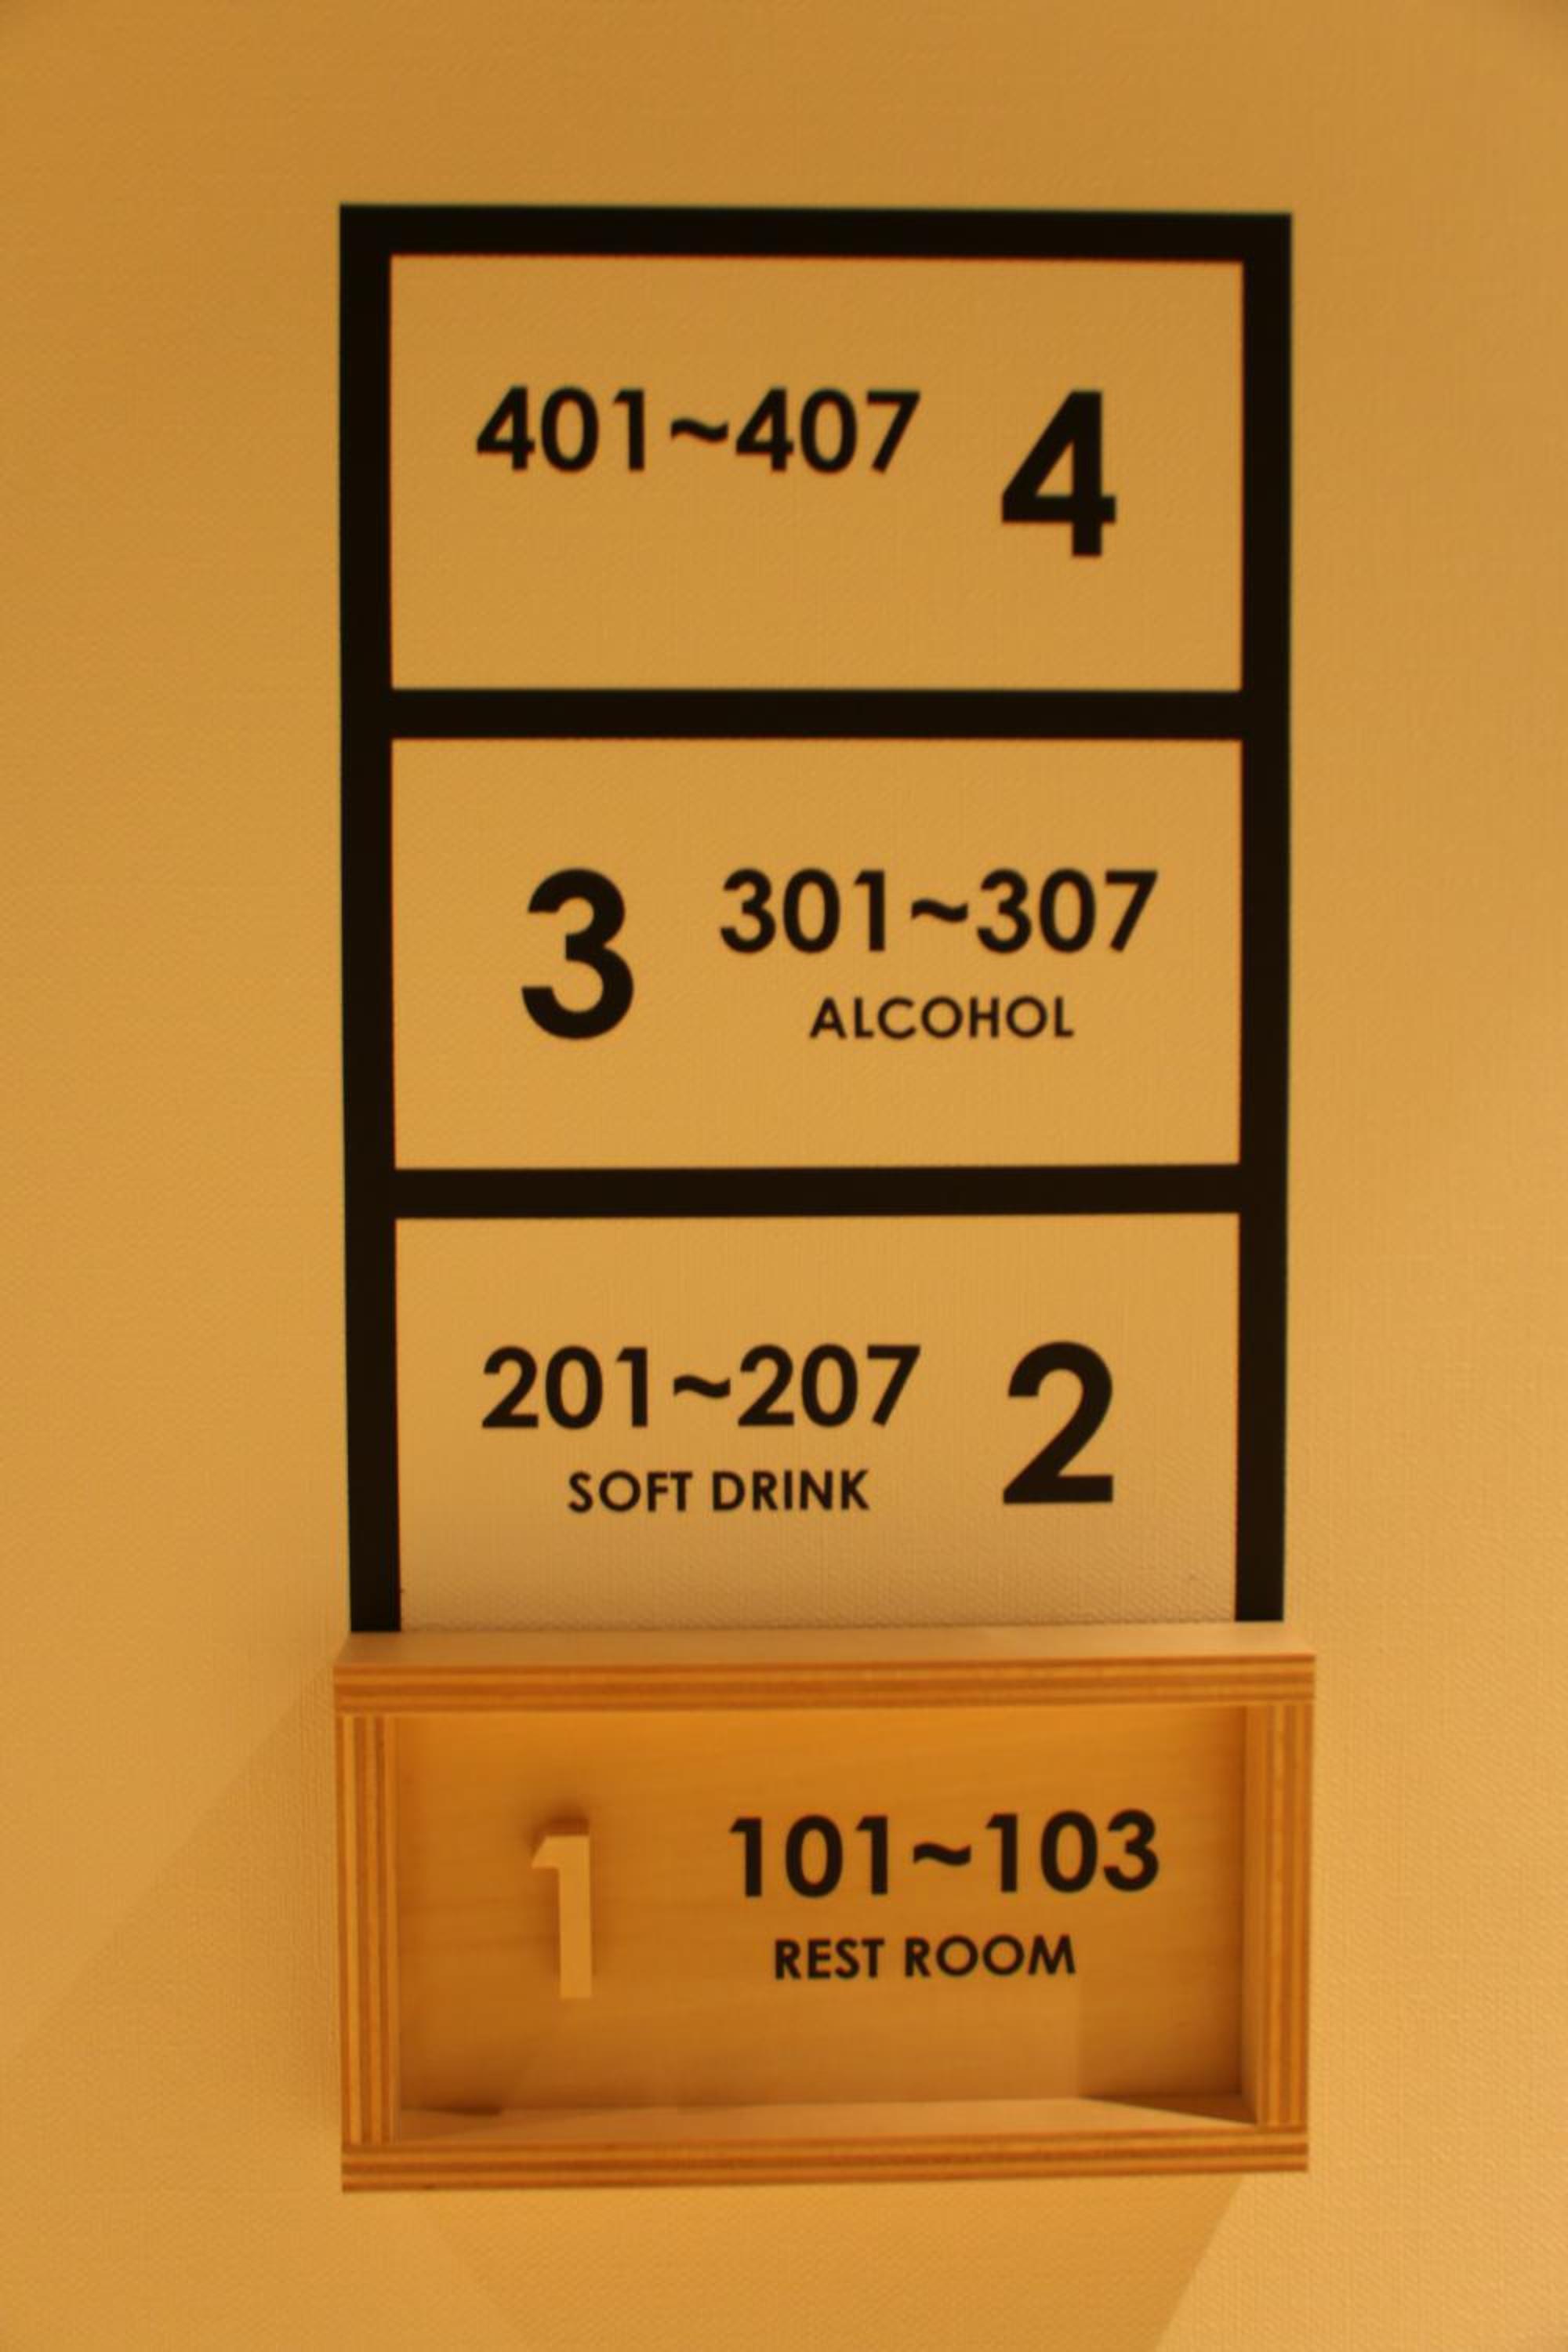 401~407 4
3 301~307
ALCOHOL
201~207 2
SOFT DRINK
1 101~103
REST ROOM